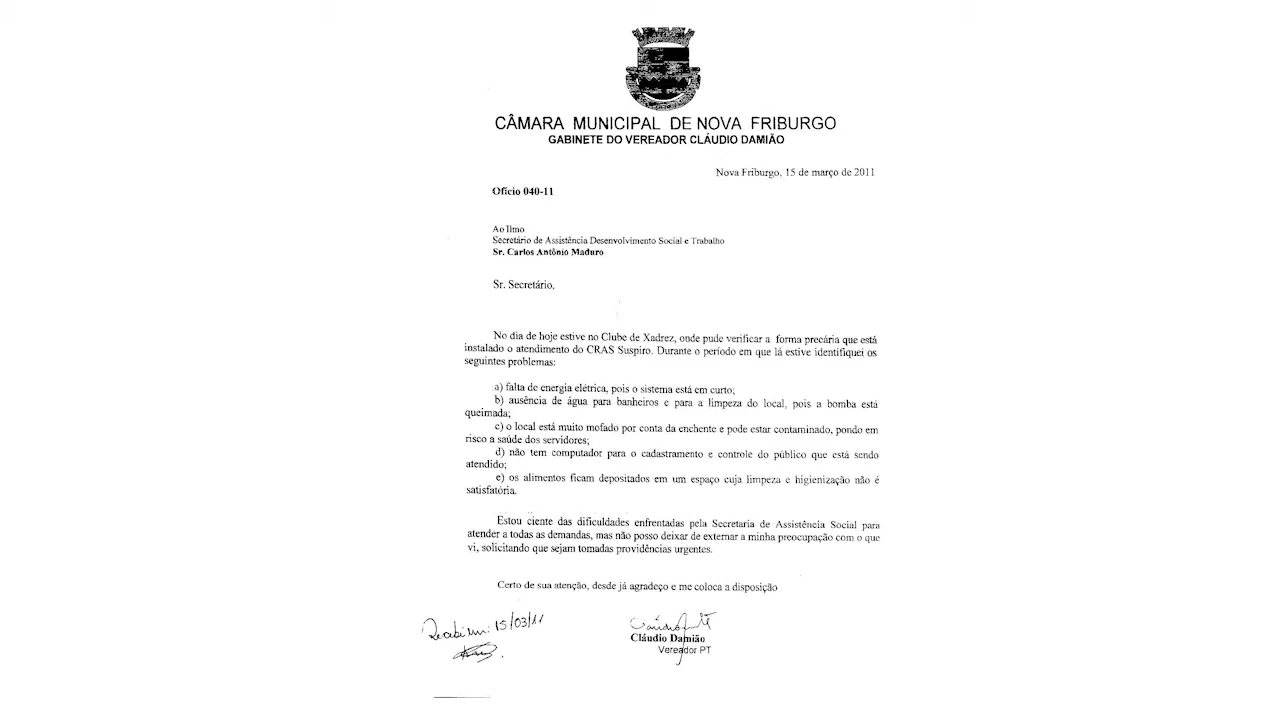 CÂMARA MUNICIPAL DE NOVA FRIBURGO
GABINETE DO VEREADOR CLÁUDIO DAMIÃO
Nova Friburgo, 15 de março de 2011
Ofício 040-11
Ao Ilmo
Secretário de Assistência Desenvolvimento Social e Trabalho
Sr. Carlos Antônio Maduro
Sr. Secretário,
No dia de hoje estive no Clube de Xadrez, onde pude verificar a forma precária que está
instalado o atendimento do CRAS Suspiro. Durante o período em que lá estive identifiquei os
seguintes problemas:
a) falta de energia elétrica, pois o sistema está em curto;
b) ausência de água para banheiros e para a limpeza do local, pois a bomba está
queimada;
c) o local está muito mofado por conta da enchente e pode estar contaminado, pondo em
risco a saúde dos servidores;
d) não tem computador para o cadastramento e controle do público que está sendo
atendido;
e) os alimentos ficam depositados em um espaço cuja limpeza e higienização não é
satisfatória.
Estou ciente das dificuldades enfrentadas pela Secretaria de Assistência Social para
atender a todas as demandas, mas não posso deixar de externar a minha preocupação com o que
vi, solicitando que sejam tomadas providências urgentes.
Certo de sua atenção, desde já agradeço e me coloca a disposição
15/03/11
Cláudio Damião
Vereador PT